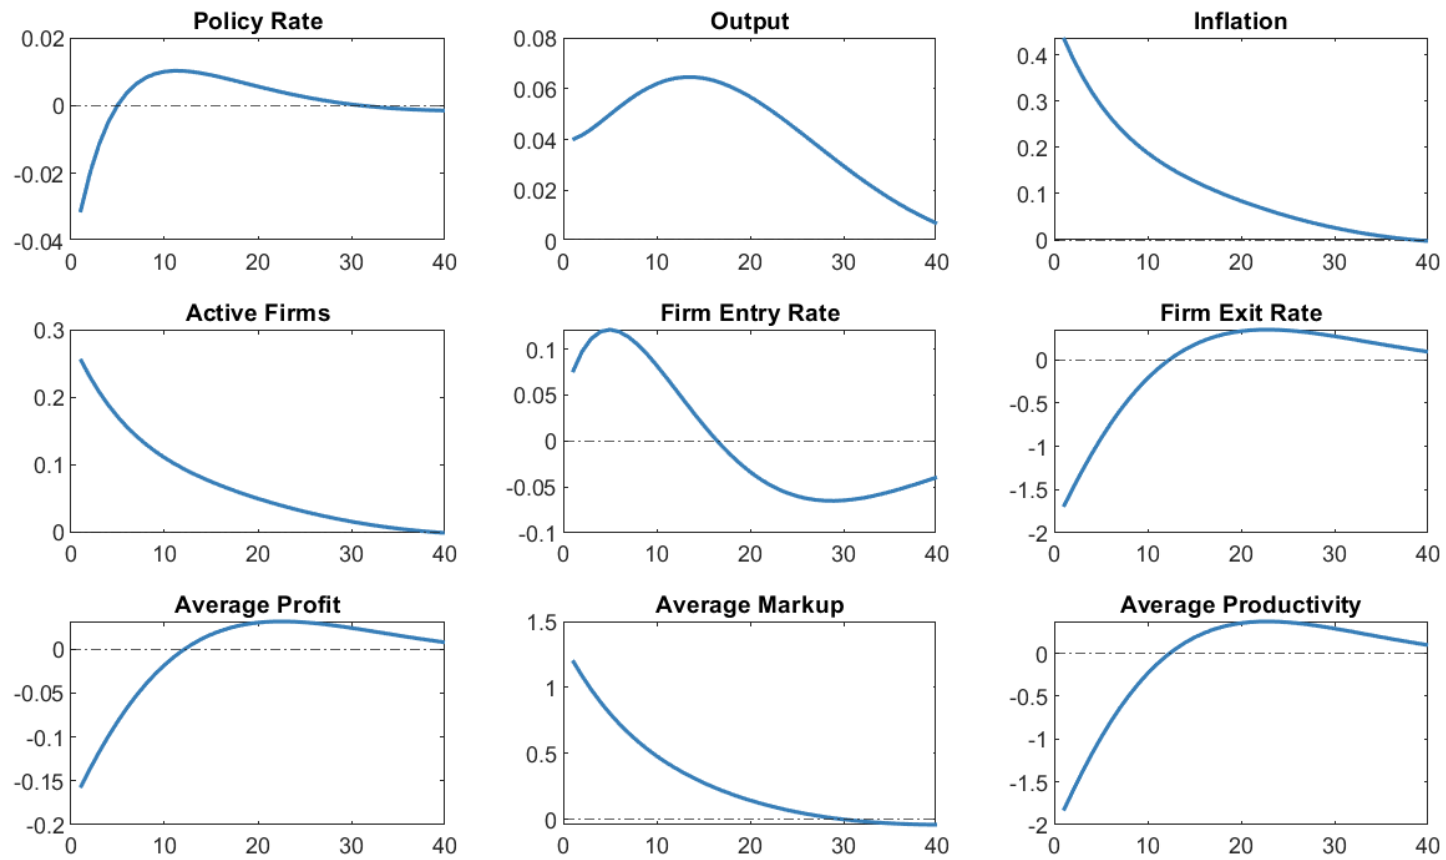 Policy Rate
0.02
0
-0.02
-0.04
0 10 20 30 40
Output
0.08
0.06
0.04
0.02
0
0 10 20 30 40
Inflation
0.4
0.3
0.2
0.1
0
0 10 20 30 40
Active Firms
0.3
0.2
0.1
0
0 10 20 30 40
Firm Entry Rate
0.1
0.05
0
-0.05
-0.1
0 10 20 30 40
Firm Exit Rate
0
-0.5
-1
-1.5
-2
0 10 20 30 40
Average Profit
0
-0.05
-0.1
-0.15
-0.2
0 10 20 30 40
Average Markup
1.5
1
0.5
0
0 10 20 30 40
Average Productivity
0
-0.5
-1
-1.5
-2
0 10 20 30 40